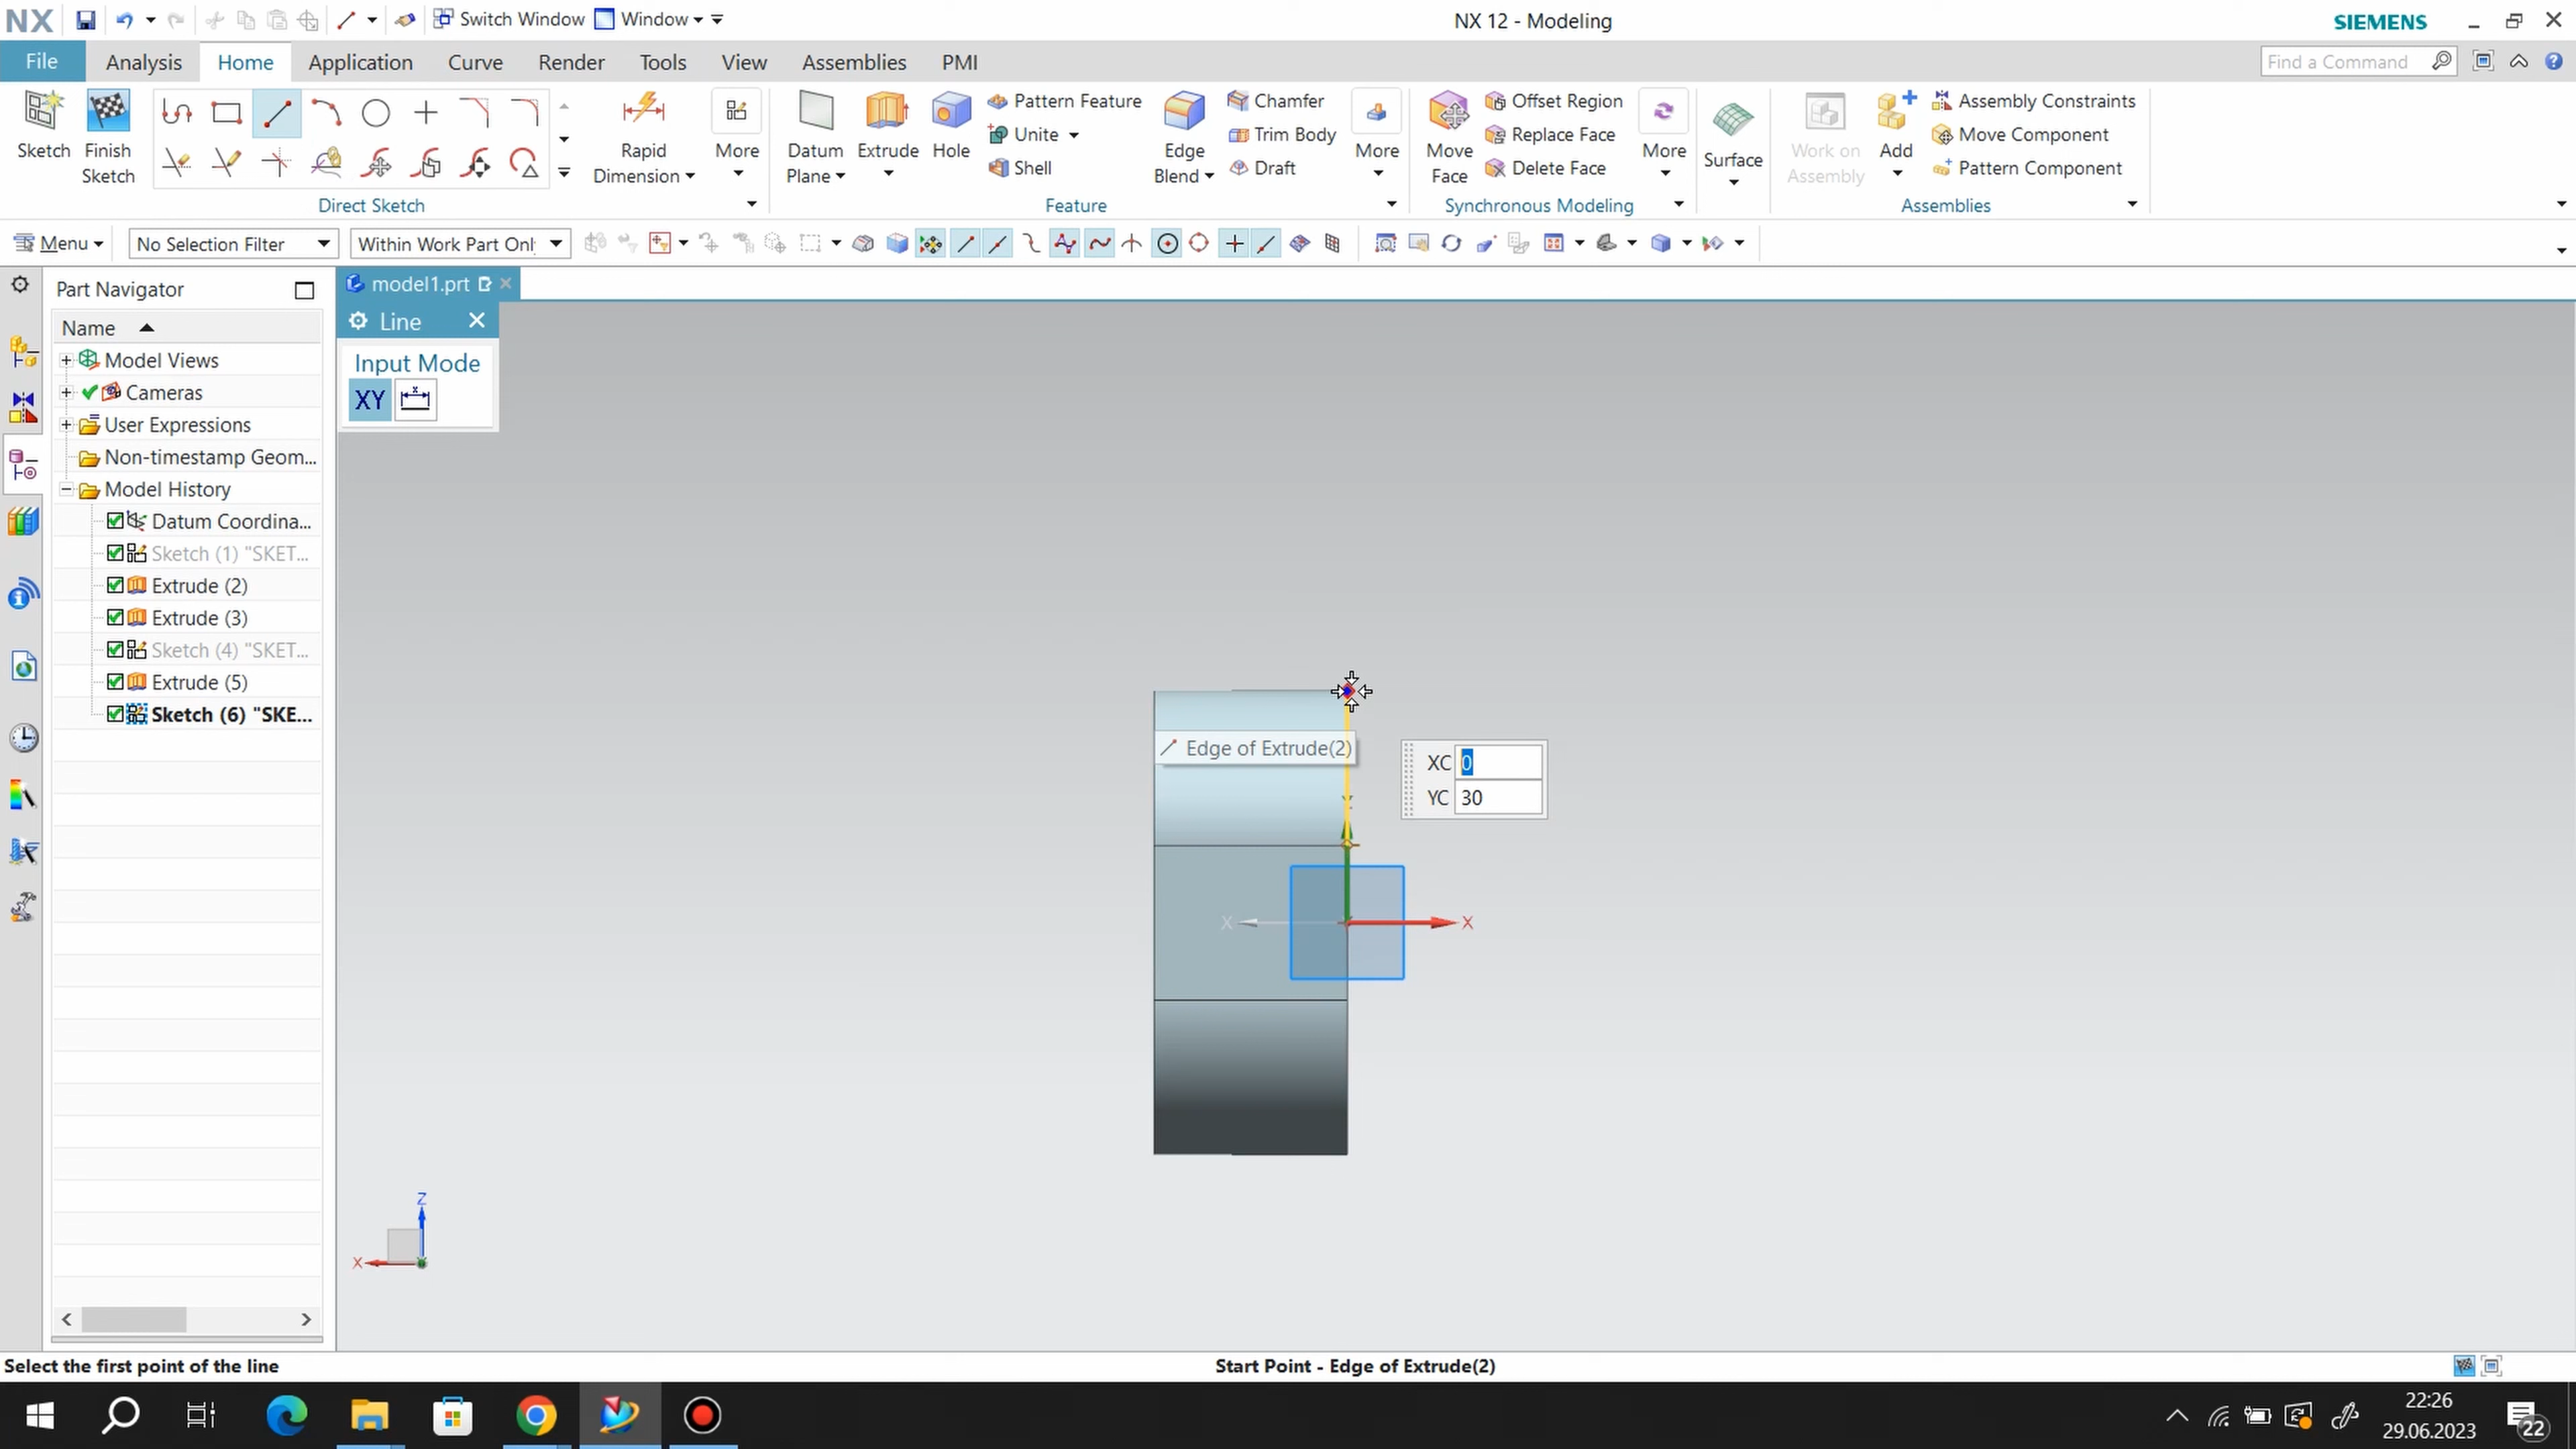 NX
Switch Window
Window
NX 12 - Modeling
SIEMENS
File
Analysis
Home
Application
Curve
Render
Tools
View
Assemblies
PMI
Find a Command
Sketch
Finish
Sketch
Rapid
Dimension
More
Datum
Plane
Extrude
Hole
Pattern Feature
Unite
Shell
Edge
Blend
Chamfer
Trim Body
Draft
More
Move
Face
Offset Region
Replace Face
Delete Face
More
Surface
Work on
Assembly
Add
Assembly Constraints
Move Component
Pattern Component
Direct Sketch
Feature
Synchronous Modeling
Assemblies
Menu
No Selection Filter
Within Work Part Onl
Part Navigator
Name
Model Views
Cameras
User Expressions
Non-timestamp Geom...
Model History
Datum Coordina...
Sketch (1) "SKET...
Extrude (2)
Extrude (3)
Sketch (4) "SKET...
Extrude (5)
Sketch (6) "SKE...
model1.prt
Line
Input Mode
XY
Edge of Extrude(2)
XC 0
YC 30
X
X
Z
X
Select the first point of the line
Start Point - Edge of Extrude(2)
22:26
29.06.2023
22